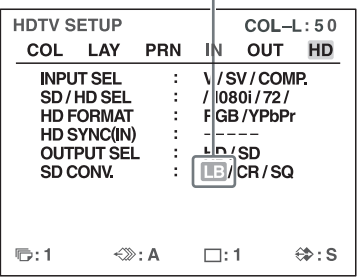 HDTV SETUP COL–L:50
COL LAY PRN IN OUT HD
INPUT SEL : V/SV/COMP.
SD/HD SEL : /1080i/72/
HD FORMAT : RGB/YPbPr
HD SYNC(IN) : -----
OUTPUT SEL : HD/SD
SD CONV. : LB/CR/SQ
:1 :A :1 :S